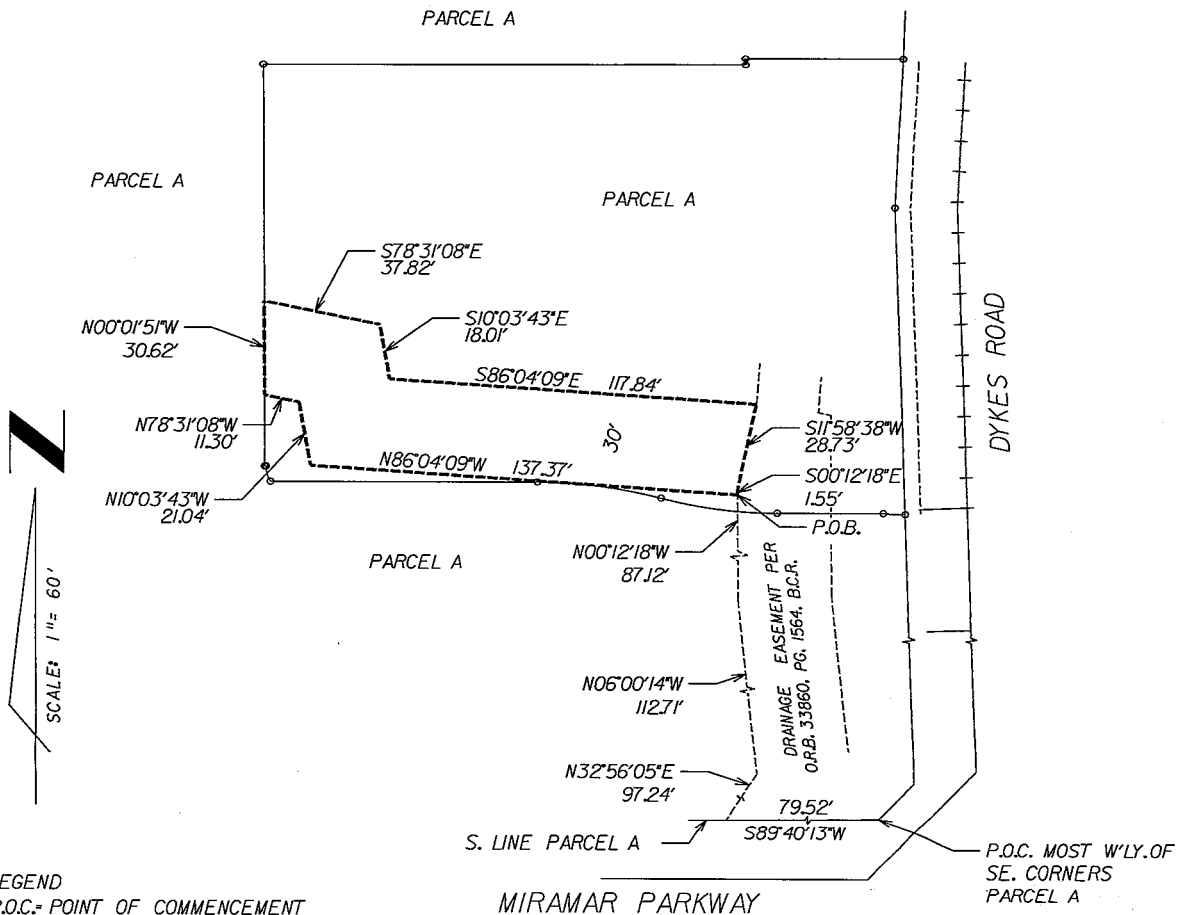 PARCEL A
PARCEL A
PARCEL A
S78°31'08"E
37.82'
S10°03'43"E
18.01'
N00°01'51"W
30.62'
S86°04'09"E 117.84'
DYKES ROAD
30'
S11°58'38"W
28.73'
N78°31'08"W
11.30'
N86°04'09"W 137.37'
S00°12'18"E
1.55'
N10°03'43"W
21.04'
P.O.B.
N00°12'18"W
87.12'
PARCEL A
SCALE: 1"= 60'
DRAINAGE EASEMENT PER
O.R.B. 33860, PG. 1564, B.C.R.
N06°00'14"W
112.71'
N32°56'05"E
97.24'
79.52'
S89°40'13"W
S. LINE PARCEL A
P.O.C. MOST W'LY. OF
SE. CORNERS
PARCEL A
EGEND
.O.C.= POINT OF COMMENCEMENT
MIRAMAR PARKWAY